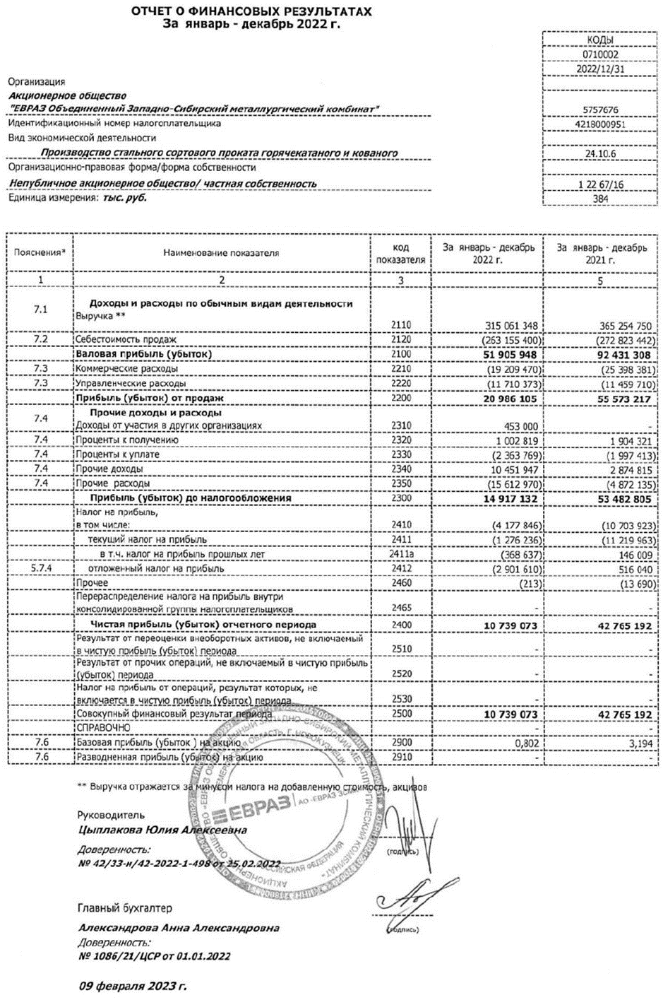 ОТЧЕТ О ФИНАНСОВЫХ РЕЗУЛЬТАТАХ
За январь - декабрь 2022 г.
КОДЫ
0710002
2022/12/31
Организация
Акционерное общество
"ЕВРАЗ Объединенный Западно-Сибирский металлургический комбинат" 5757676
Идентификационный номер налогоплательщика 4218000951
Вид экономической деятельности
Производство стального сортового проката горячекатаного и кованого 24.10.6
Организационно-правовая форма/форма собственности
Непубличное акционерное общество/ частная собственность 1 22 67/16
Единица измерения: тыс. руб. 384
Пояснения* Наименование показателя код показателя За январь - декабрь 2022 г. За январь - декабрь 2021 г.
1 2 3 5
Доходы и расходы по обычным видам деятельности
7.1 Выручка ** 2110 315 061 348 365 254 750
7.2 Себестоимость продаж 2120 (263 155 400) (272 823 442)
Валовая прибыль (убыток) 2100 51 905 948 92 431 308
7.3 Коммерческие расходы 2210 (19 209 470) (25 398 381)
7.3 Управленческие расходы 2220 (11 710 373) (11 459 710)
Прибыль (убыток) от продаж 2200 20 986 105 55 573 217
Прочие доходы и расходы
7.4 Доходы от участия в других организациях 2310 453 000 -
7.4 Проценты к получению 2320 1 002 819 1 904 321
7.4 Проценты к уплате 2330 (2 363 769) (1 997 413)
7.4 Прочие доходы 2340 10 451 947 2 874 815
7.4 Прочие расходы 2350 (15 612 970) (4 872 135)
Прибыль (убыток) до налогообложения 2300 14 917 132 53 482 805
Налог на прибыль,
в том числе: 2410 (4 177 846) (10 703 923)
текущий налог на прибыль 2411 (1 276 236) (11 219 963)
в т.ч. налог на прибыль прошлых лет 2411а (368 637) 146 009
5.7.4 отложенный налог на прибыль 2412 (2 901 610) 516 040
Прочее 2460 (213) (13 690)
Перераспределение налога на прибыль внутри
консолидированной группы налогоплательщиков 2465 - -
Чистая прибыль (убыток) отчетного периода 2400 10 739 073 42 765 192
Результат от переоценки внеоборотных активов, не включаемый
в чистую прибыль (убыток) периода 2510 - -
Результат от прочих операций, не включаемый в чистую прибыль
(убыток) периода 2520 - -
Налог на прибыль от операций, результат которых, не
включается в чистую прибыль (убыток) периода 2530 - -
Совокупный финансовый результат периода 2500 10 739 073 42 765 192
СПРАВОЧНО - -
7.6 Базовая прибыль (убыток ) на акцию 2900 0,802 3,194
7.6 Разводненная прибыль (убыток) на акцию 2910 - -
** Выручка отражается за минусом налога на добавленную стоимость, акцизов
ЕВРАЗ АО «ЕВРАЗ ЗСМК»
РОССИЙСКАЯ ФЕДЕРАЦИЯ
Руководитель
Цыплакова Юлия Алексеевна
(подпись)
Доверенность:
№ 42/33-н/42-2022-1-498 от 25.02.2022
Главный бухгалтер
Александрова Анна Александровна
(подпись)
Доверенность:
№ 1086/21/ЦСР от 01.01.2022
09 февраля 2023 г.